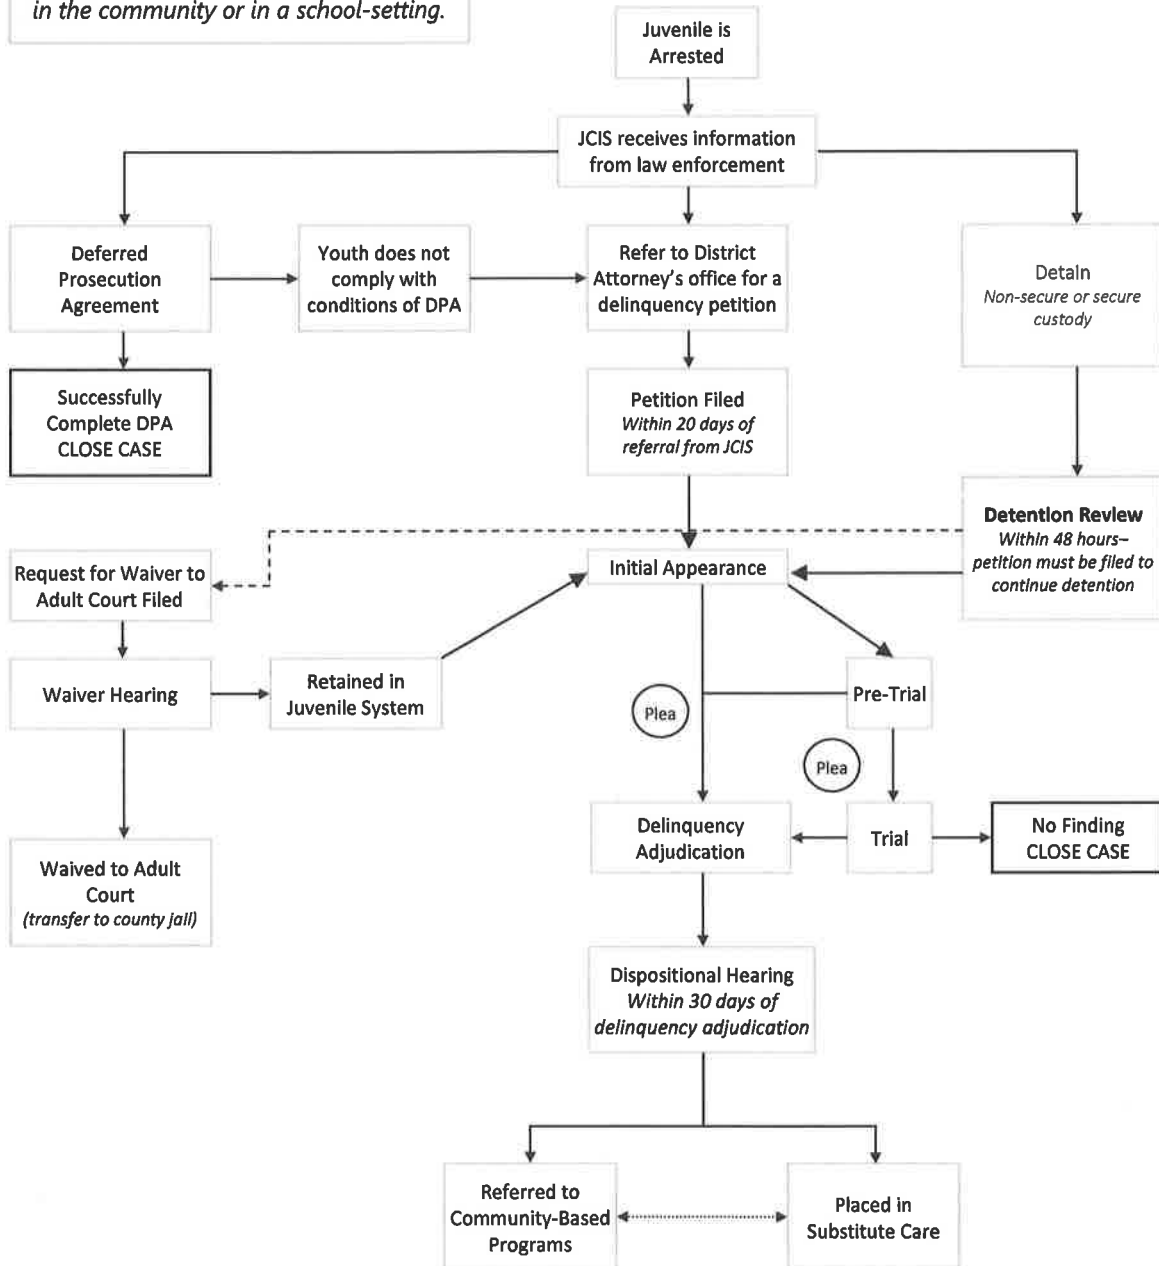 in the community or in a school-setting.
Juvenile is
Arrested
JCIS receives information
from law enforcement
Deferred
Prosecution
Agreement
Youth does not
comply with
conditions of DPA
Refer to District
Attorney's office for a
delinquency petition
Detain
Non-secure or secure
custody
Successfully
Complete DPA
CLOSE CASE
Petition Filed
Within 20 days of
referral from JCIS
Detention Review
Within 48 hours–
petition must be filed to
continue detention
Request for Waiver to
Adult Court Filed
Initial Appearance
Waiver Hearing
Retained in
Juvenile System
Plea
Pre-Trial
Plea
Delinquency
Adjudication
Trial
No Finding
CLOSE CASE
Waived to Adult
Court
(transfer to county jail)
Dispositional Hearing
Within 30 days of
delinquency adjudication
Referred to
Community-Based
Programs
Placed in
Substitute Care